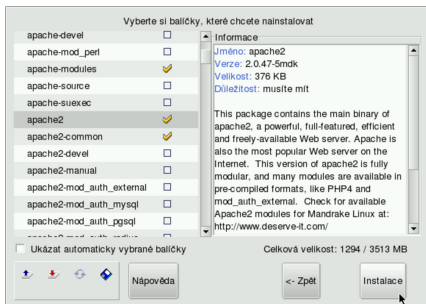 Vyberte si balíčky, které chcete nainstalovat
apache-devel
apache-mod_perl
apache-modules
apache-source
apache-suexec
apache2
apache2-common
apache2-devel
apache2-manual
apache2-mod_auth_external
apache2-mod_auth_mysql
apache2-mod_auth_pgsql
Informace
Jméno: apache2
Verze: 2.0.47-5mdk
Velikost: 376 KB
Důležitost: musíte mít
This package contains the main binary of
apache2, a powerful, full-featured, efficient
and freely-available Web server. Apache is
also the most popular Web server on the
Internet. This version of apache2 is fully
modular, and many modules are available in
pre-compiled formats, like PHP4 and
mod_auth_external. Check for available
Apache2 modules for Mandrake Linux at:
http://www.deserve-it.com/
Ukázat automaticky vybrané balíčky
Celková velikost: 1294 / 3513 MB
Nápověda
<- Zpět
Instalace